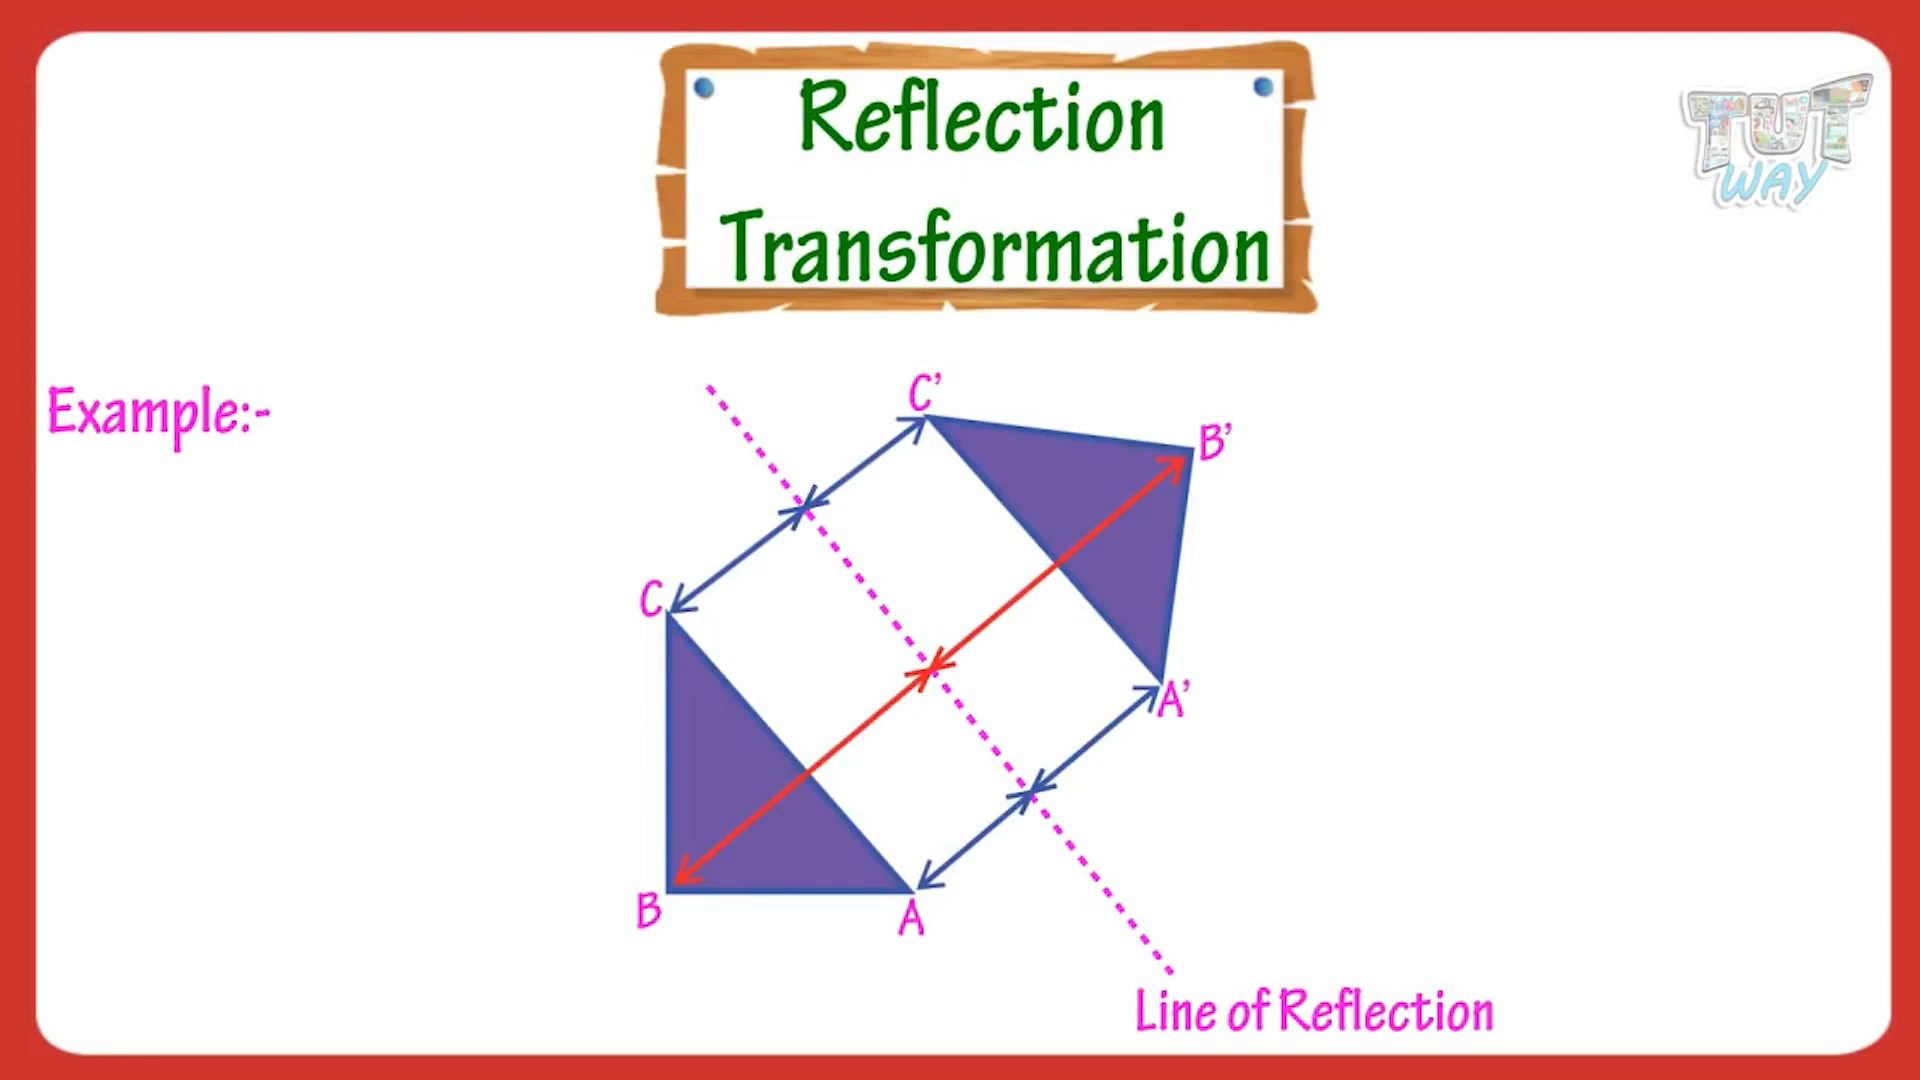 Reflection
Transformation
TUT
WAY
Example:-
C’
B’
C
A’
B
A
Line of Reflection